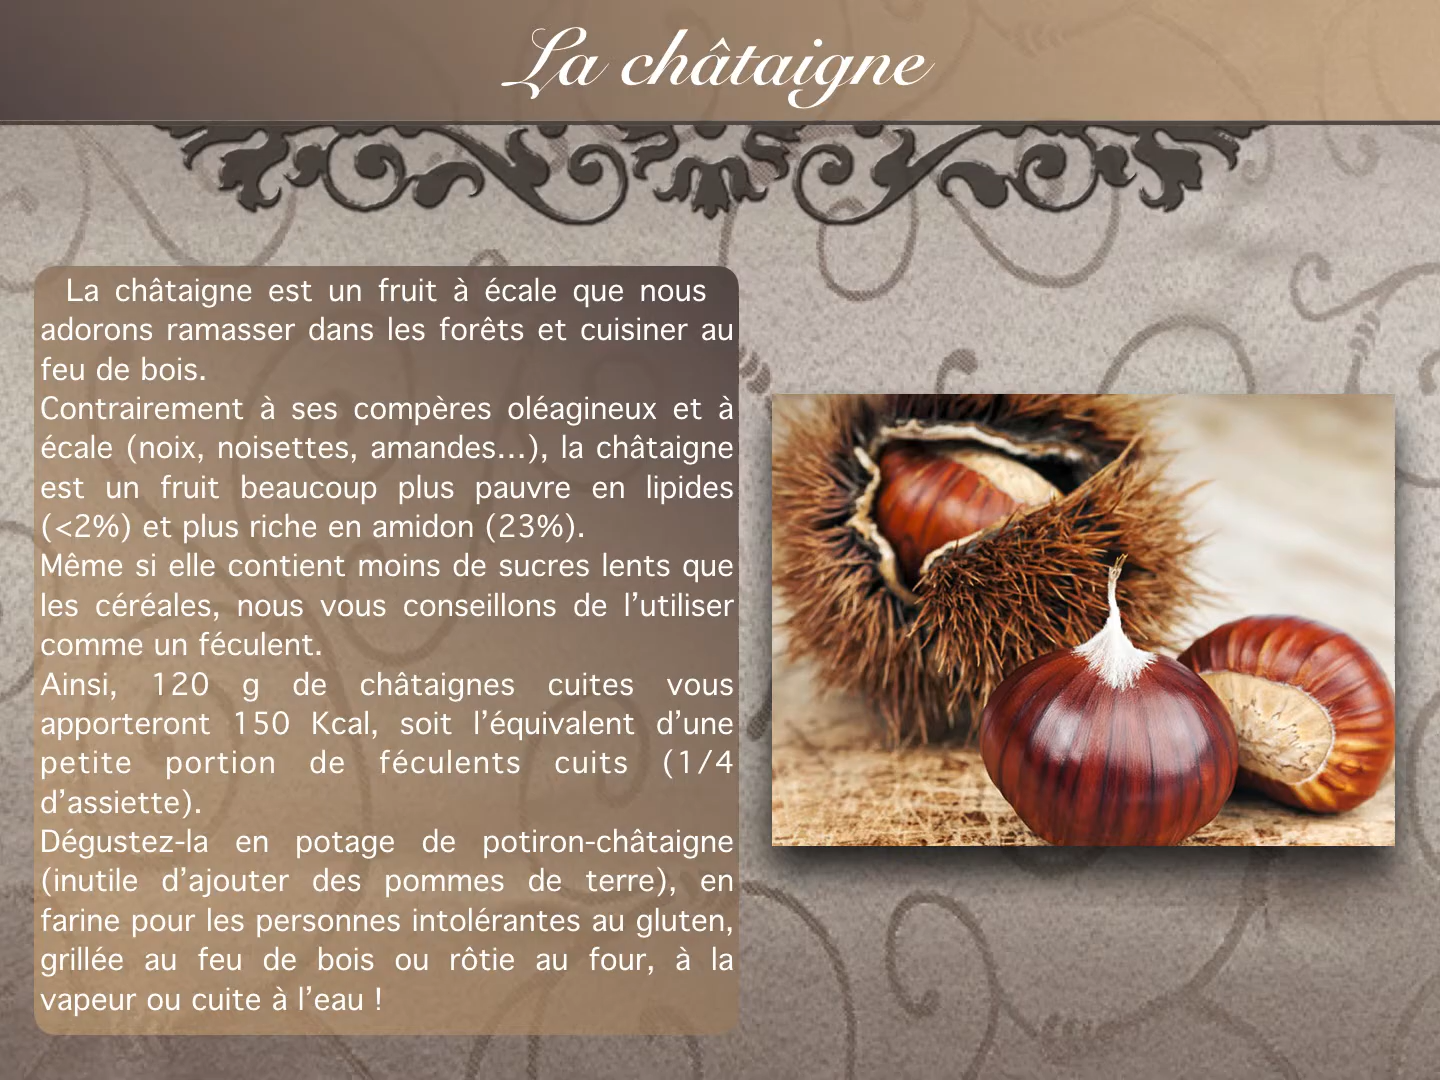 La châtaigne
La châtaigne est un fruit à écale que nous
adorons ramasser dans les forêts et cuisiner au
feu de bois.
Contrairement à ses compères oléagineux et à
écale (noix, noisettes, amandes…), la châtaigne
est un fruit beaucoup plus pauvre en lipides
(<2%) et plus riche en amidon (23%).
Même si elle contient moins de sucres lents que
les céréales, nous vous conseillons de l’utiliser
comme un féculent.
Ainsi, 120 g de châtaignes cuites vous
apporteront 150 Kcal, soit l’équivalent d’une
petite portion de féculents cuits (1/4
d’assiette).
Dégustez-la en potage de potiron-châtaigne
(inutile d’ajouter des pommes de terre), en
farine pour les personnes intolérantes au gluten,
grillée au feu de bois ou rôtie au four, à la
vapeur ou cuite à l’eau !